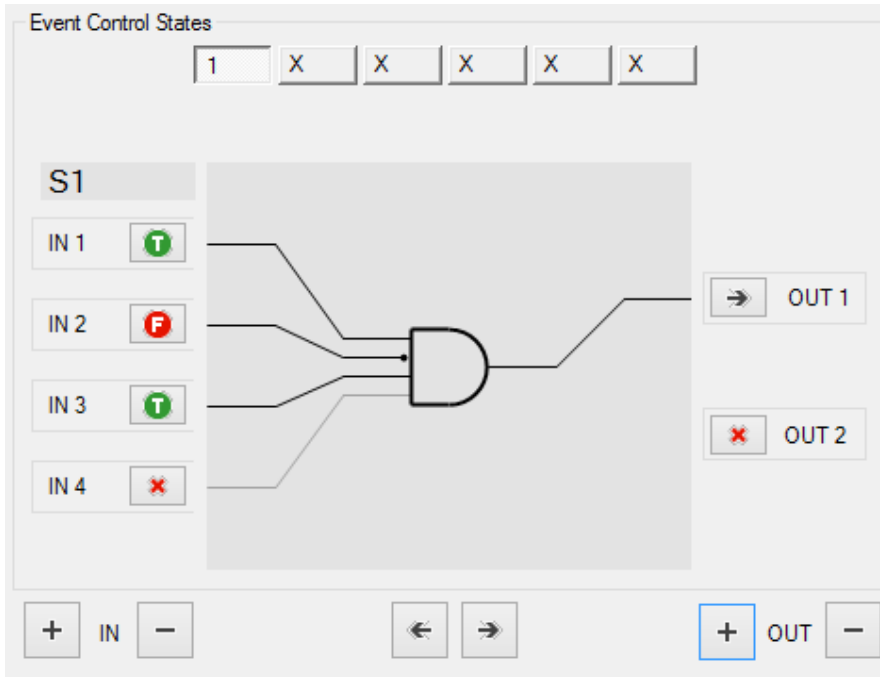 Event Control States
1 X X X X X
S1
IN 1 T
OUT 1
IN 2 F
IN 3 T
OUT 2
IN 4
+ IN − + OUT −